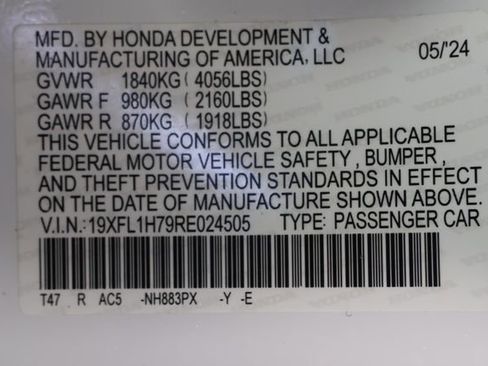 MFD. BY HONDA DEVELOPMENT & 05/'24
MANUFACTURING OF AMERICA, LLC
GVWR 1840KG ( 4056LBS)
GAWR F 980KG ( 2160LBS)
GAWR R 870KG ( 1918LBS)
THIS VEHICLE CONFORMS TO ALL APPLICABLE
FEDERAL MOTOR VEHICLE SAFETY , BUMPER ,
AND THEFT PREVENTION STANDARDS IN EFFECT
ON THE DATE OF MANUFACTURE SHOWN ABOVE.
V.I.N.:19XFL1H79RE024505 TYPE: PASSENGER CAR
T47 R AC5 -NH883PX -Y -E